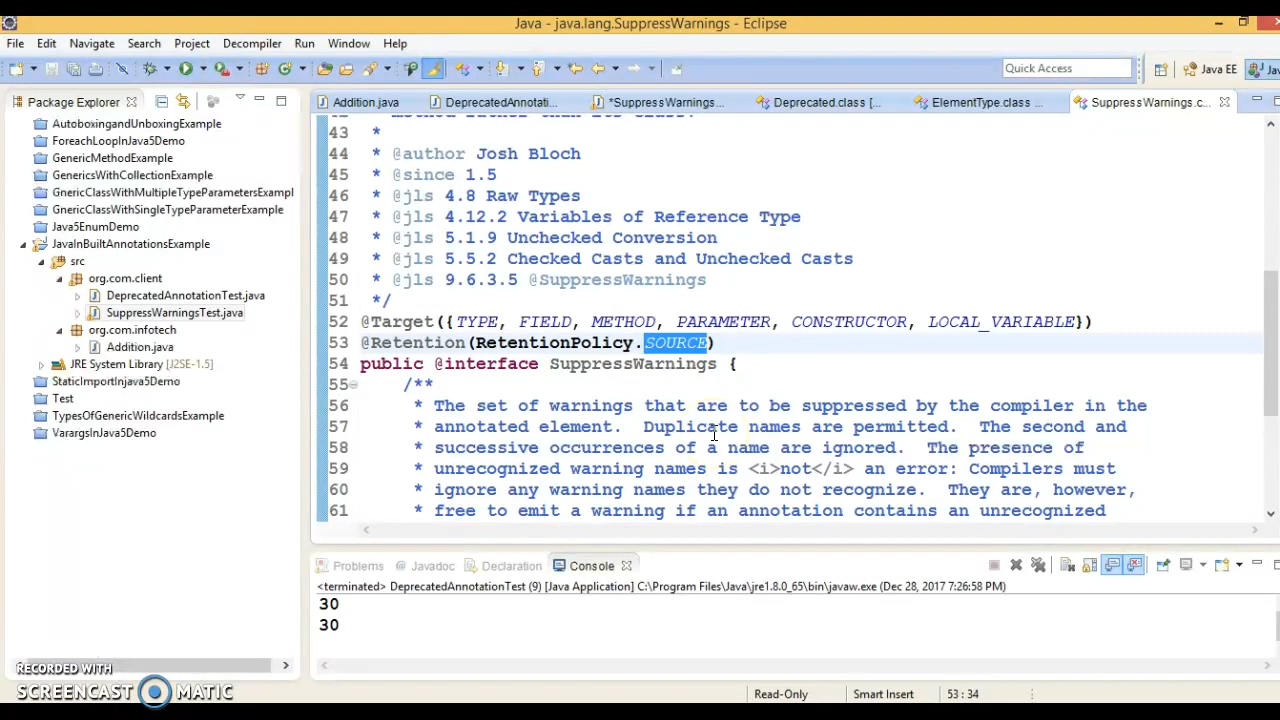 Java - java.lang.SuppressWarnings - Eclipse
File Edit Navigate Search Project Decompiler Run Window Help
Quick Access
Java EE
Package Explorer
Addition.java
DeprecatedAnnotati...
*SuppressWarnings...
Deprecated.class [...
ElementType.class ...
SuppressWarnings.c...
AutoboxingandUnboxingExample
ForeachLoopInJava5Demo
GenericMethodExample
GenericsWithCollectionExample
GnericClassWithMultipleTypeParametersExampl
GnericClassWithSingleTypeParameterExample
Java5EnumDemo
JavaInBuiltAnnotationsExample
src
org.com.client
DeprecatedAnnotationTest.java
SuppressWarningsTest.java
org.com.infotech
Addition.java
JRE System Library [J2SE-1.5]
StaticImportInjava5Demo
Test
TypesOfGenericWildcardsExample
VarargsInJava5Demo
43 *
44 * @author Josh Bloch
45 * @since 1.5
46 * @jls 4.8 Raw Types
47 * @jls 4.12.2 Variables of Reference Type
48 * @jls 5.1.9 Unchecked Conversion
49 * @jls 5.5.2 Checked Casts and Unchecked Casts
50 * @jls 9.6.3.5 @SuppressWarnings
51 */
52 @Target({TYPE, FIELD, METHOD, PARAMETER, CONSTRUCTOR, LOCAL_VARIABLE})
53 @Retention(RetentionPolicy.SOURCE)
54 public @interface SuppressWarnings {
55 /**
56 * The set of warnings that are to be suppressed by the compiler in the
57 * annotated element. Duplicate names are permitted. The second and
58 * successive occurrences of a name are ignored. The presence of
59 * unrecognized warning names is <i>not</i> an error: Compilers must
60 * ignore any warning names they do not recognize. They are, however,
61 * free to emit a warning if an annotation contains an unrecognized
Problems @ Javadoc Declaration Console
<terminated> DeprecatedAnnotationTest (9) [Java Application] C:\Program Files\Java\jre1.8.0_65\bin\javaw.exe (Dec 28, 2017 7:26:58 PM)
30
30
RECORDED WITH
SCREENCAST MATIC
Read-Only
Smart Insert
53 : 34